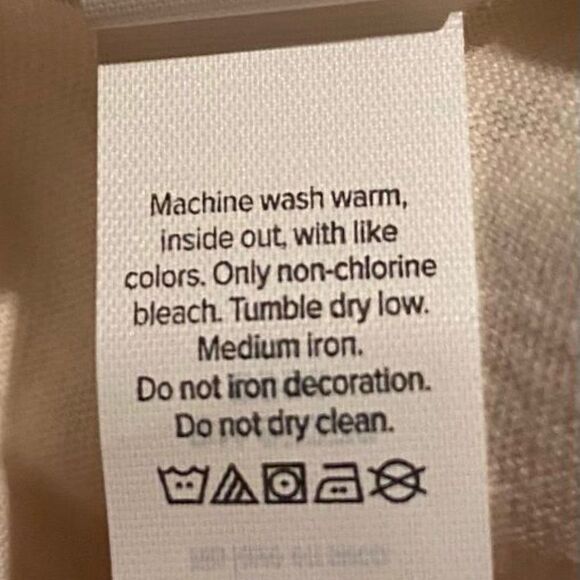 Machine wash warm,
inside out, with like
colors. Only non-chlorine
bleach. Tumble dry low.
Medium iron.
Do not iron decoration.
Do not dry clean.